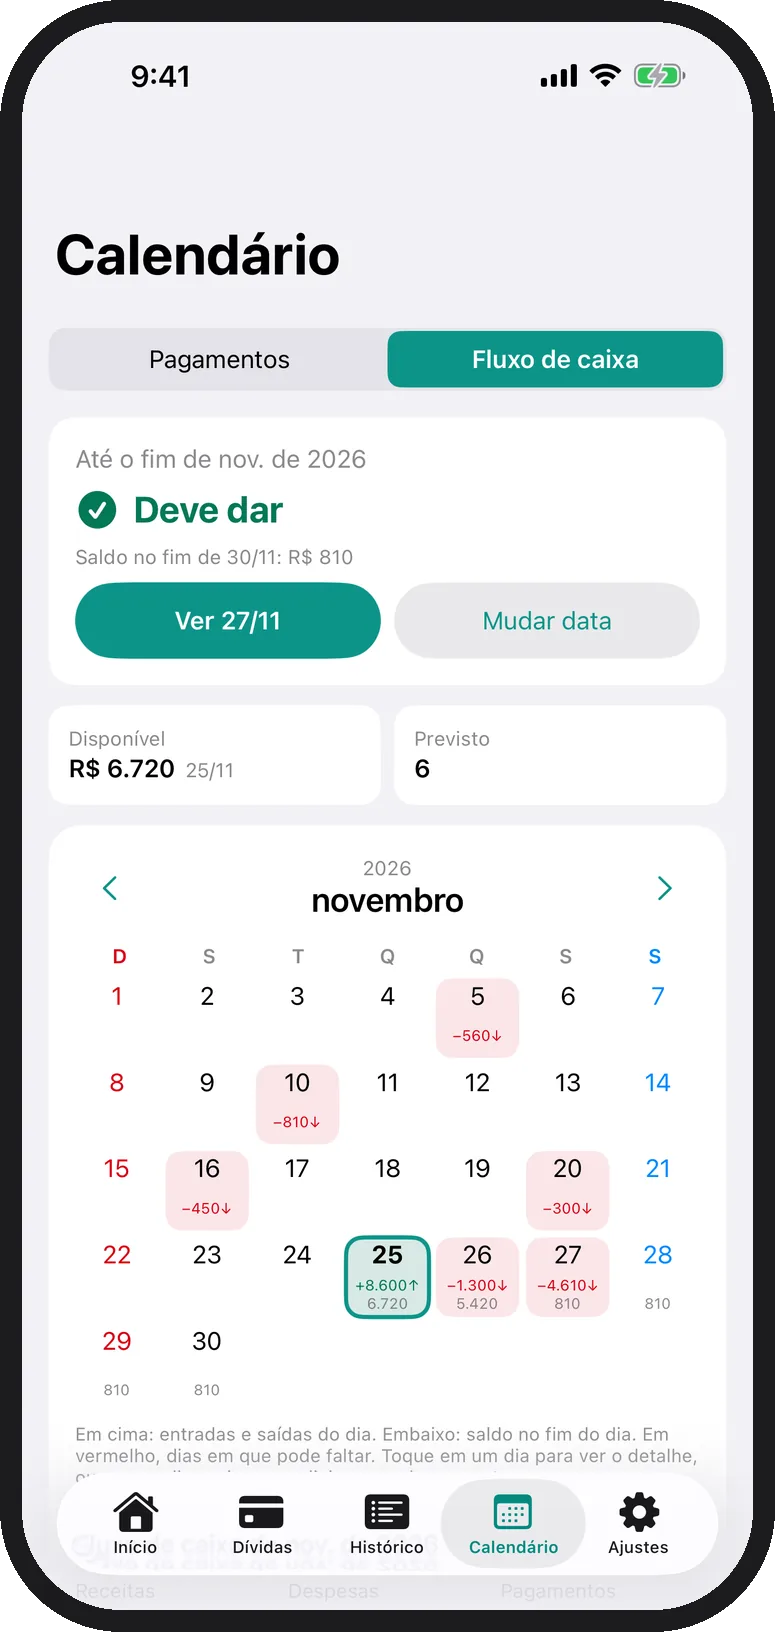 9:41
Calendário
Pagamentos Fluxo de caixa
Até o fim de nov. de 2026
Deve dar
Saldo no fim de 30/11: R$ 810
Ver 27/11 Mudar data
Disponível Previsto
R$ 6.720 25/11 6
2026
novembro
D S T Q Q S S
1 2 3 4 5 6 7
−560↓
8 9 10 11 12 13 14
−810↓
15 16 17 18 19 20 21
−450↓ −300↓
22 23 24 25 26 27 28
+8.600↑ −1.300↓ −4.610↓
6.720 5.420 810 810
29 30
810 810
Em cima: entradas e saídas do dia. Embaixo: saldo no fim do dia. Em
vermelho, dias em que pode faltar. Toque em um dia para ver o detalhe,
Início Dívidas Histórico Calendário Ajustes
Receitas Despesas Pagamentos